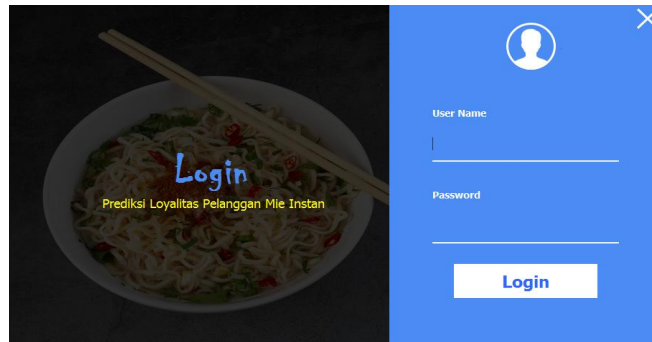 Login
Prediksi Loyalitas Pelanggan Mie Instan
User Name
Password
Login